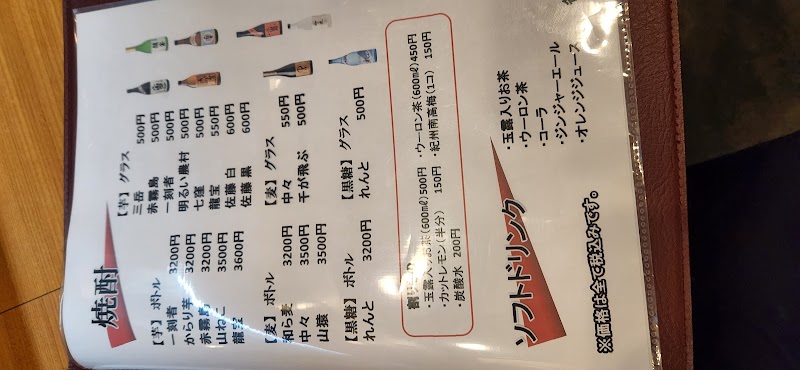 焼酎
【芋】ボトル
一刻者 3200円
からり芋 3200円
赤霧島 3200円
山ねこ 3500円
龍宝 3600円
【麦】ボトル
和ら麦 3200円
中々 3500円
山猿 3500円
【黒糖】ボトル
れんと 3200円
【芋】グラス
三岳 500円
赤霧島 500円
一刻者 500円
明るい農村 500円
七窪 500円
龍宝 550円
佐藤 白 600円
佐藤 黒 600円
【麦】グラス
中々 550円
千が飛ぶ 500円
【黒糖】グラス
れんと 500円
・玉露入りお茶(600㎖)500円 ・ウーロン茶(600㎖)450円
・カットレモン(半分) 150円 ・紀州南高梅(1コ) 150円
・炭酸水 200円
ソフトドリンク
・玉露入りお茶
・ウーロン茶
・コーラ
・ジンジャーエール
・オレンジジュース
※価格は全て税込みです。